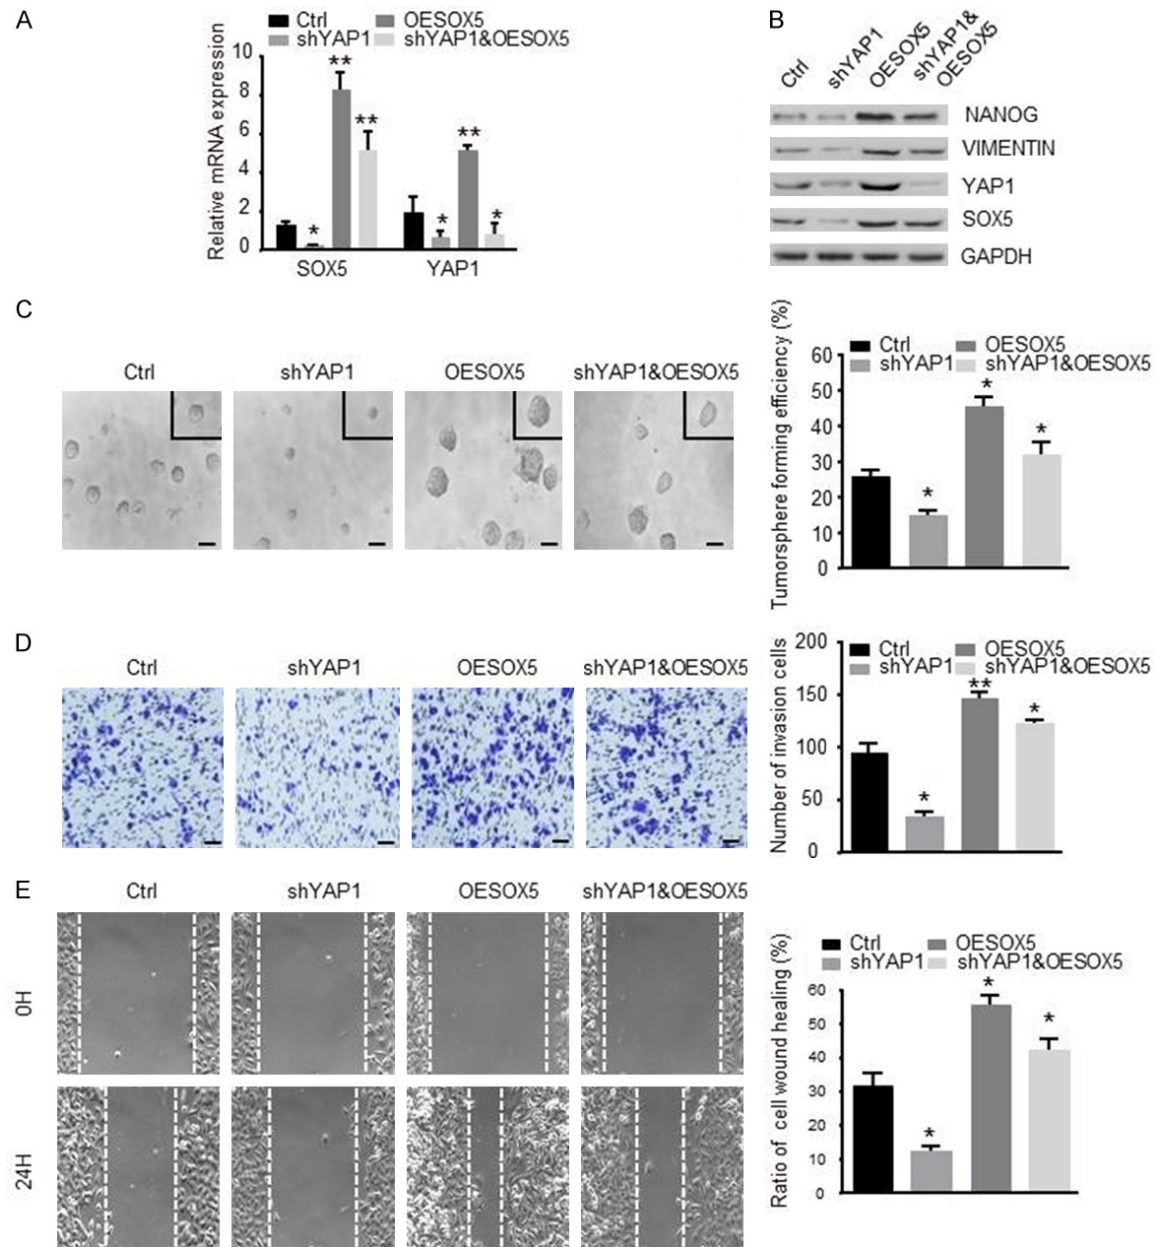 A
Ctrl OESOX5
shYAP1 shYAP1&OESOX5
Relative mRNA expression
10
8
6
4
2
0
**
**
**
*
*
*
SOX5 YAP1
B
Ctrl shYAP1 OESOX5 shYAP1& OESOX5
NANOG
VIMENTIN
YAP1
SOX5
GAPDH
C
Ctrl shYAP1 OESOX5 shYAP1&OESOX5
Tumorsphere forming efficiency (%)
Ctrl OESOX5
shYAP1 shYAP1&OESOX5
60
50
40
30
20
10
0
*
*
*
D
Ctrl shYAP1 OESOX5 shYAP1&OESOX5
Number of invasion cells
Ctrl OESOX5
shYAP1 shYAP1&OESOX5
200
150
100
50
0
**
*
*
E
Ctrl shYAP1 OESOX5 shYAP1&OESOX5
0H
24H
Ratio of cell wound healing (%)
Ctrl OESOX5
shYAP1 shYAP1&OESOX5
60
50
40
30
20
10
0
*
*
*